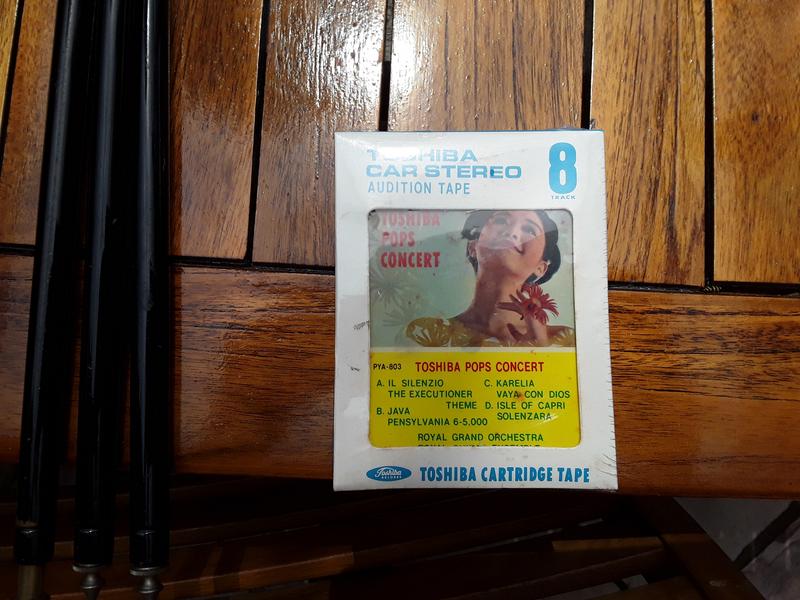 TOSHIBA
CAR STEREO
AUDITION TAPE
8
TRACK
TOSHIBA
POPS
CONCERT
PYA-803 TOSHIBA POPS CONCERT
A. IL SILENZIO
THE EXECUTIONER
THEME
B. JAVA
PENSYLVANIA 6-5.000
C. KARELIA
VAYA CON DIOS
D. ISLE OF CAPRI
SOLENZARA
ROYAL GRAND ORCHESTRA
Toshiba
RECORDS
TOSHIBA CARTRIDGE TAPE